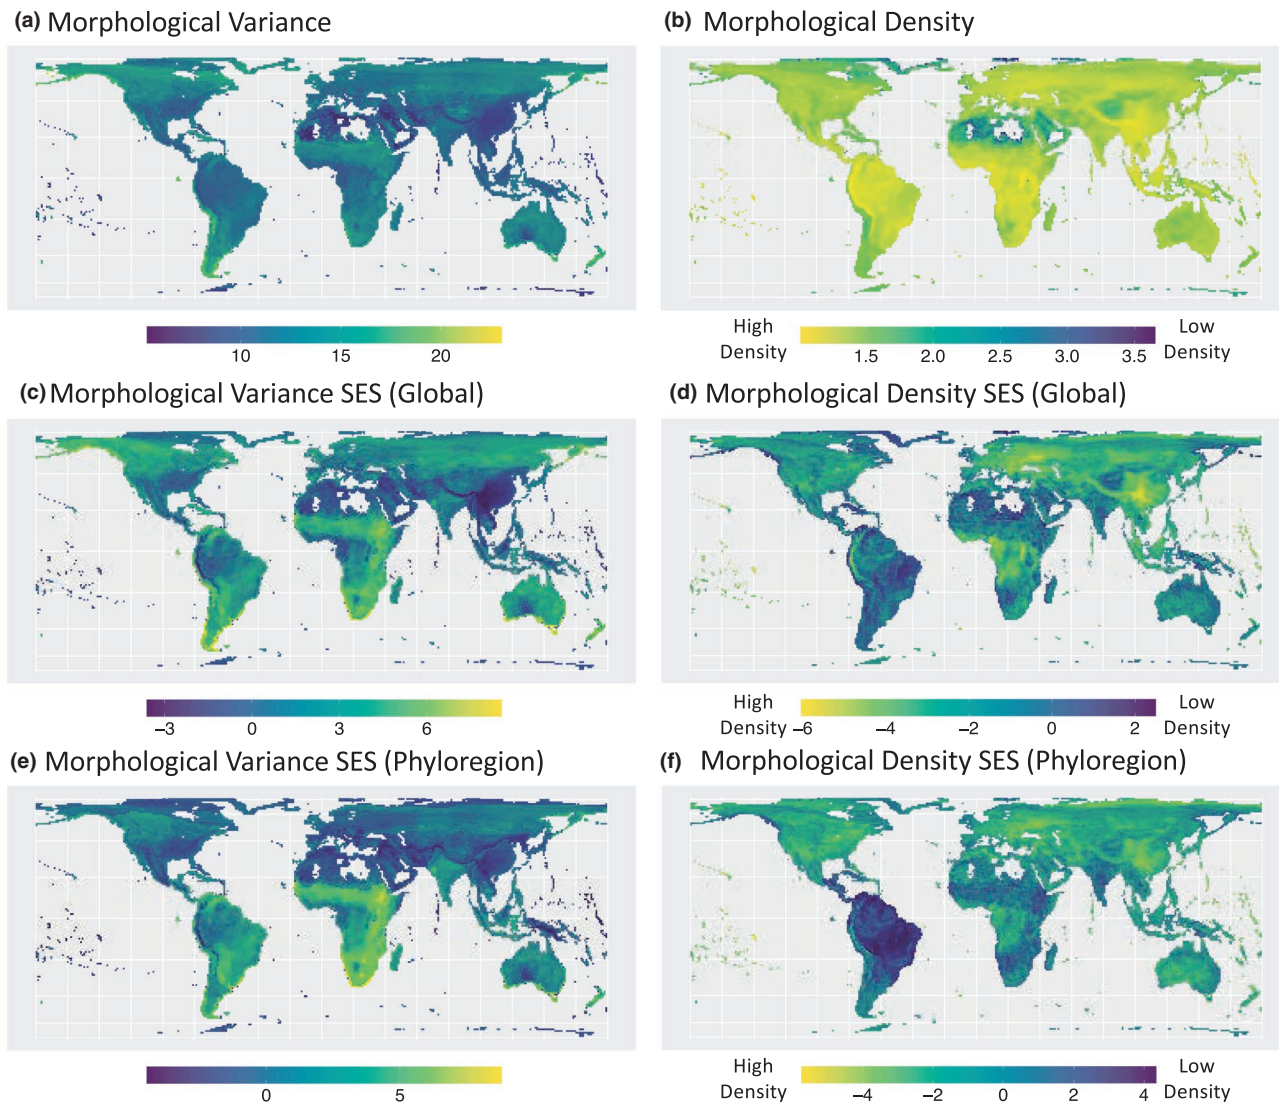 (a) Morphological Variance
(b) Morphological Density
10 15 20
High Density
1.5 2.0 2.5 3.0 3.5
Low Density
(c) Morphological Variance SES (Global)
(d) Morphological Density SES (Global)
−3 0 3 6
High Density
−6 −4 −2 0 2
Low Density
(e) Morphological Variance SES (Phyloregion)
(f) Morphological Density SES (Phyloregion)
0 5
High Density
−4 −2 0 2 4
Low Density